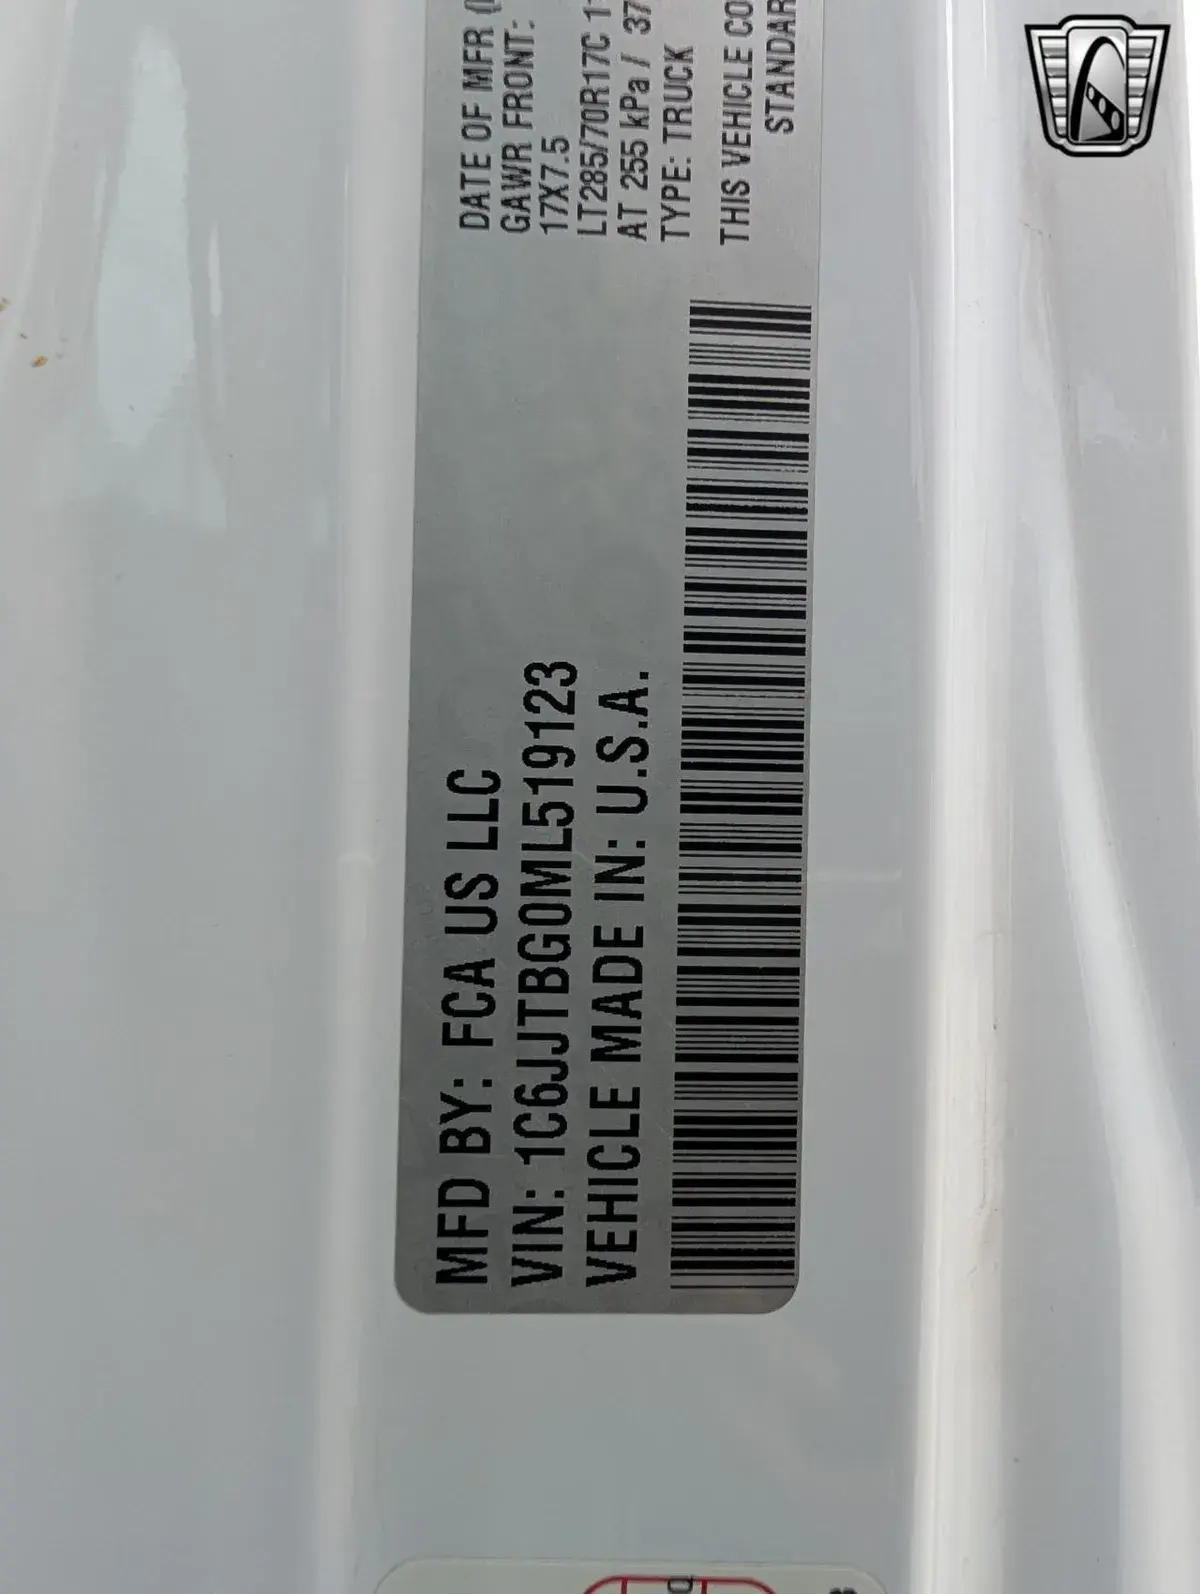 MFD BY: FCA US LLC
VIN: 1C6JJTBG0ML519123
VEHICLE MADE IN: U.S.A.
DATE OF MFR
GAWR FRONT:
17X7.5
LT285/70R17C
AT 255 kPa / 37
TYPE: TRUCK
THIS VEHICLE